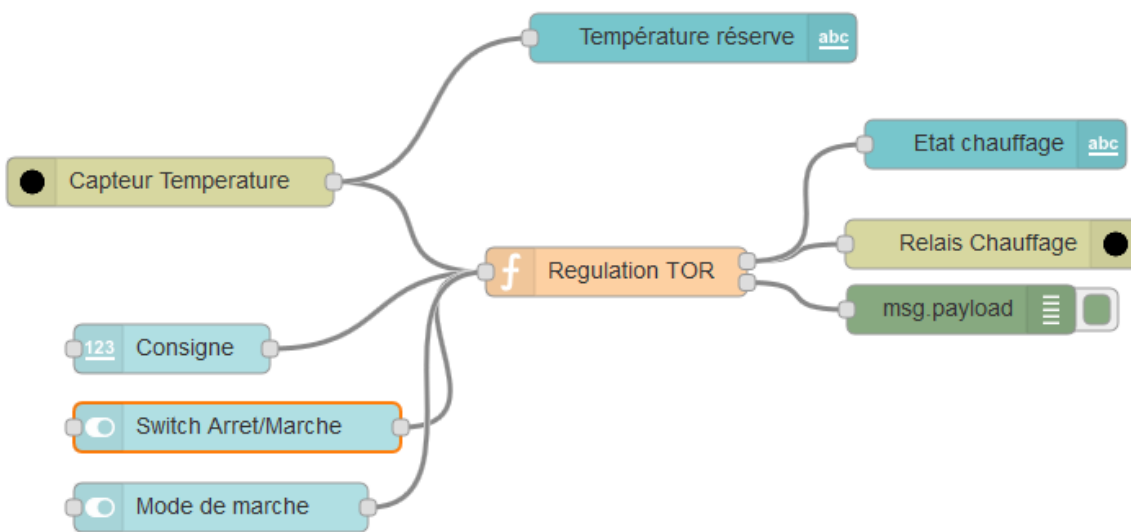 Température réserve abc
Etat chauffage abc
Capteur Temperature
Relais Chauffage
f Regulation TOR
msg.payload
123 Consigne
Switch Arret/Marche
Mode de marche